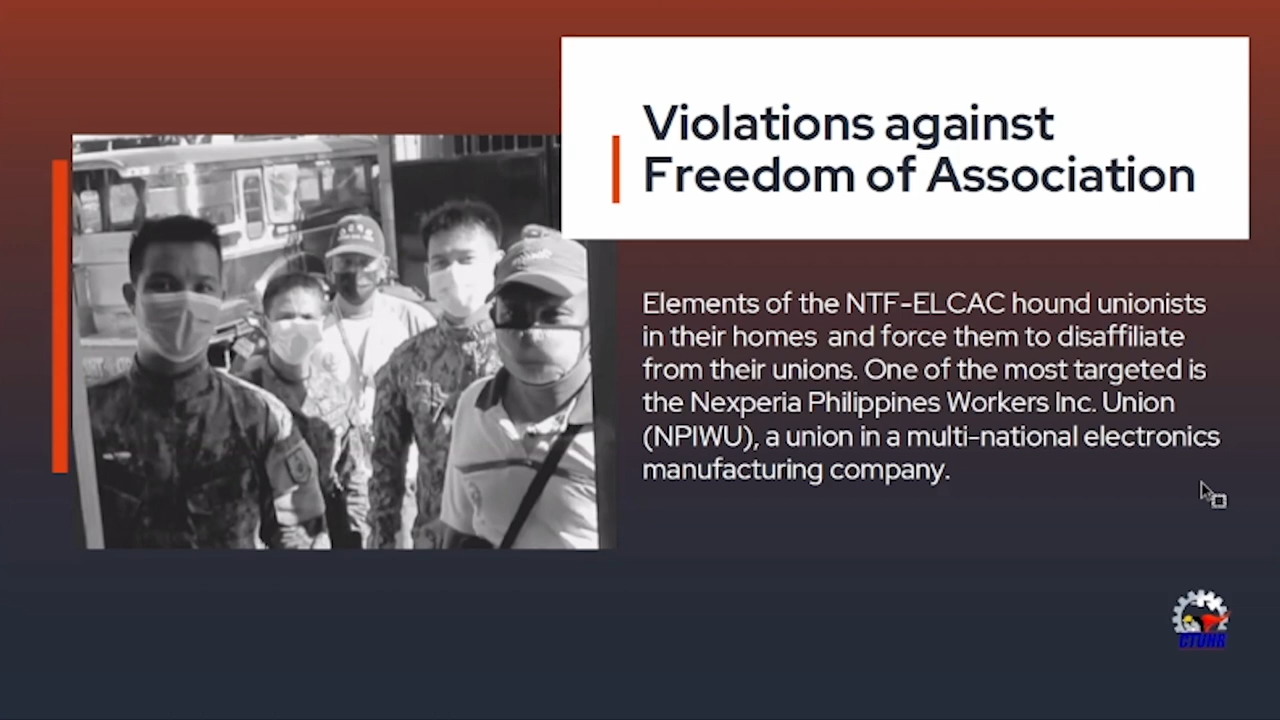 Violations against
Freedom of Association
Elements of the NTF-ELCAC hound unionists
in their homes and force them to disaffiliate
from their unions. One of the most targeted is
the Nexperia Philippines Workers Inc. Union
(NPIWU), a union in a multi-national electronics
manufacturing company.
CTUHR